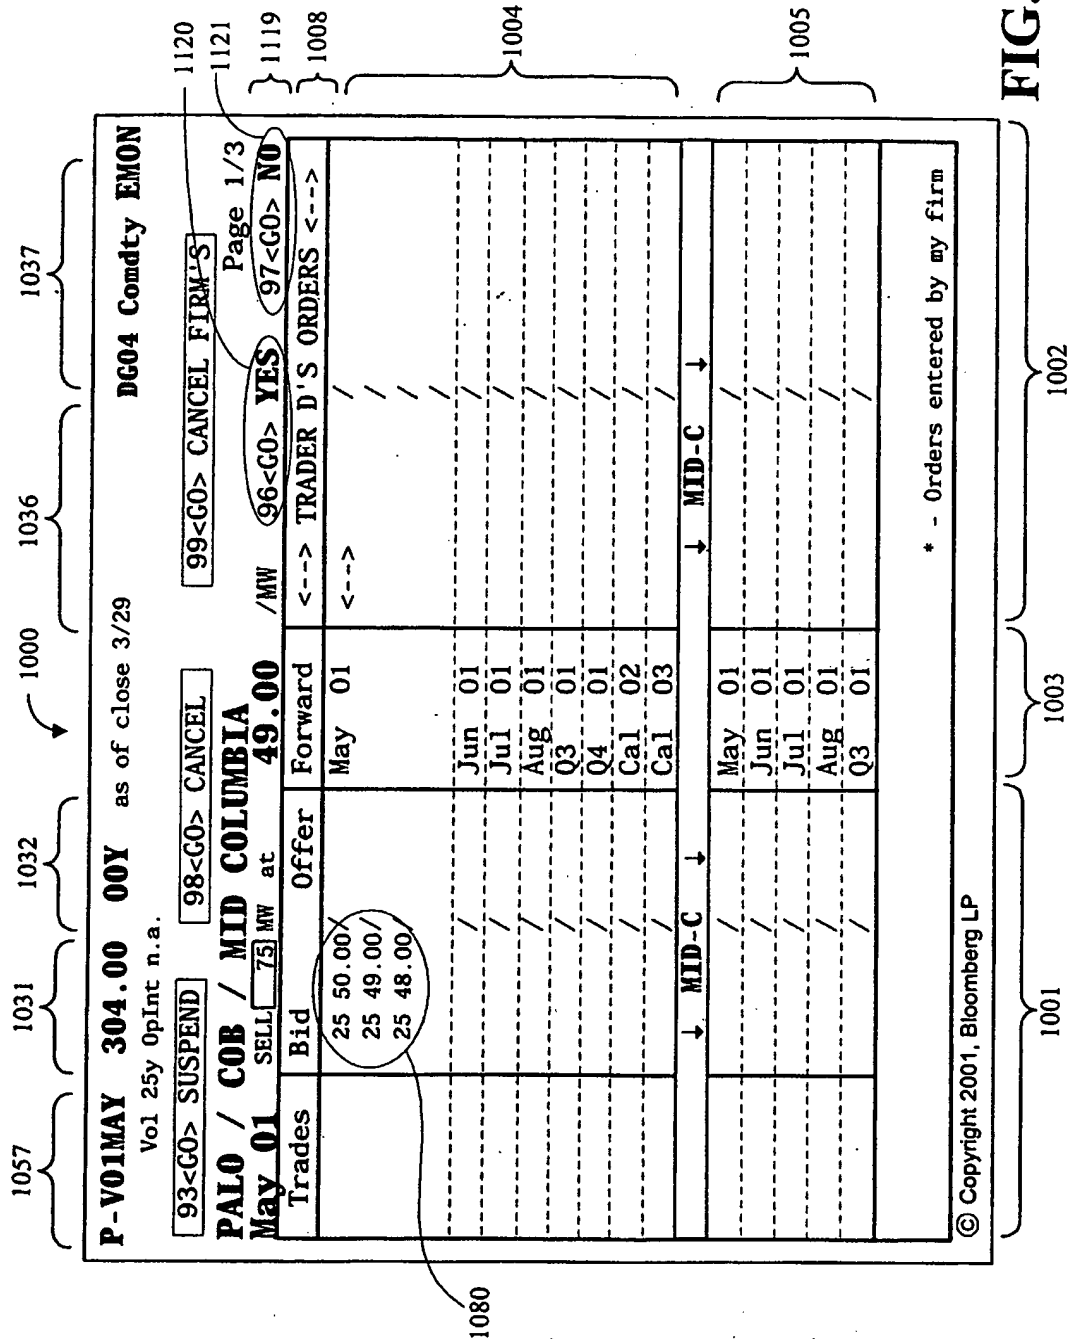 1057 1031 1032 1000 1036 1037
P-V01MAY 304.00 00Y as of close 3/29 DG04 Comdty EMON
Vol 25y OpInt n.a.
93<GO> SUSPEND 98<GO> CANCEL 99<GO> CANCEL FIRM'S
PALO / COB / MID COLUMBIA Page 1/3
May 01 SELL 75 MW at 49.00 /MW 96<GO> YES 97<GO> NO
Trades Bid Offer Forward <--> TRADER D'S ORDERS <-->
25 50.00/ May 01 <--> /
25 49.00/ /
25 48.00/ /
/
/ Jun 01 /
/ Jul 01 /
/ Aug 01 /
/ Q3 01 /
/ Q4 01 /
/ Cal 02 /
/ Cal 03 /
↓ MID-C ↓ ↓ MID-C ↓
/ May 01 /
/ Jun 01 /
/ Jul 01 /
/ Aug 01 /
/ Q3 01 /
* - Orders entered by my firm
© Copyright 2001, Bloomberg LP
1120
1121
1119
1008
1004
1005
1080
1001 1003 1002
FIG.